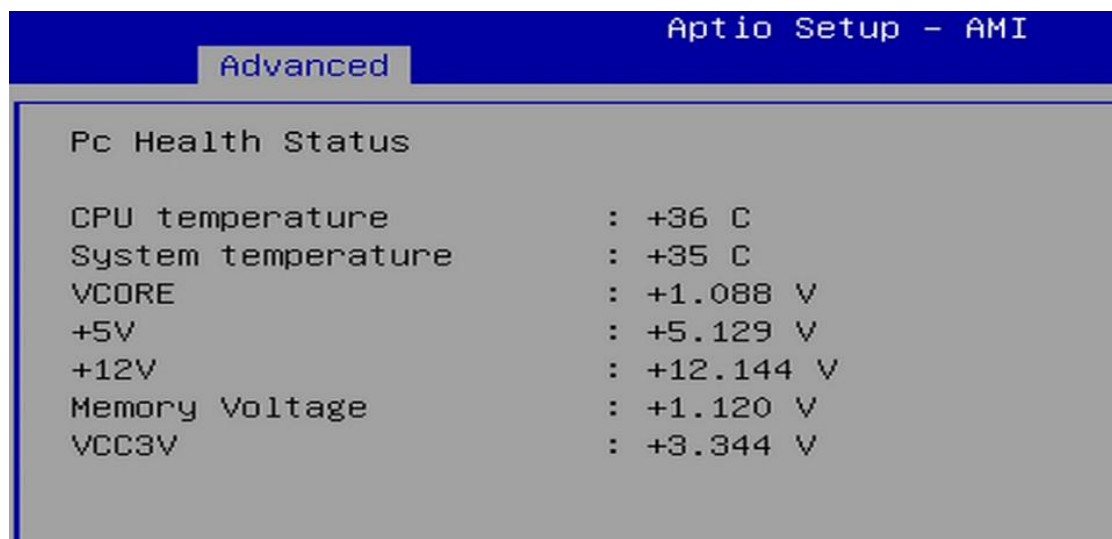 Aptio Setup – AMI
Advanced
Pc Health Status
CPU temperature : +36 C
System temperature : +35 C
VCORE : +1.088 V
+5V : +5.129 V
+12V : +12.144 V
Memory Voltage : +1.120 V
VCC3V : +3.344 V